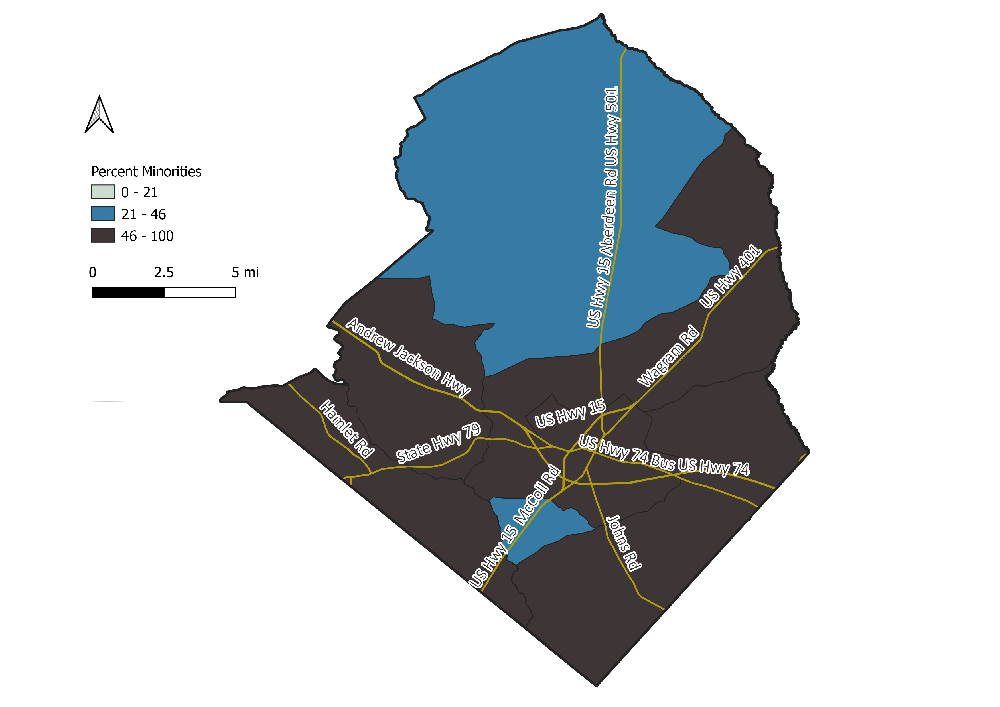 Percent Minorities
0 - 21
21 - 46
46 - 100
0 2.5 5 mi
US Hwy 15 Aberdeen Rd US Hwy 501
US Hwy 401
Wagram Rd
Andrew Jackson Hwy
Hamlet Rd
State Hwy 79
US Hwy 15
US Hwy 74 Bus US Hwy 74
US Hwy 15 McColl Rd
Johns Rd